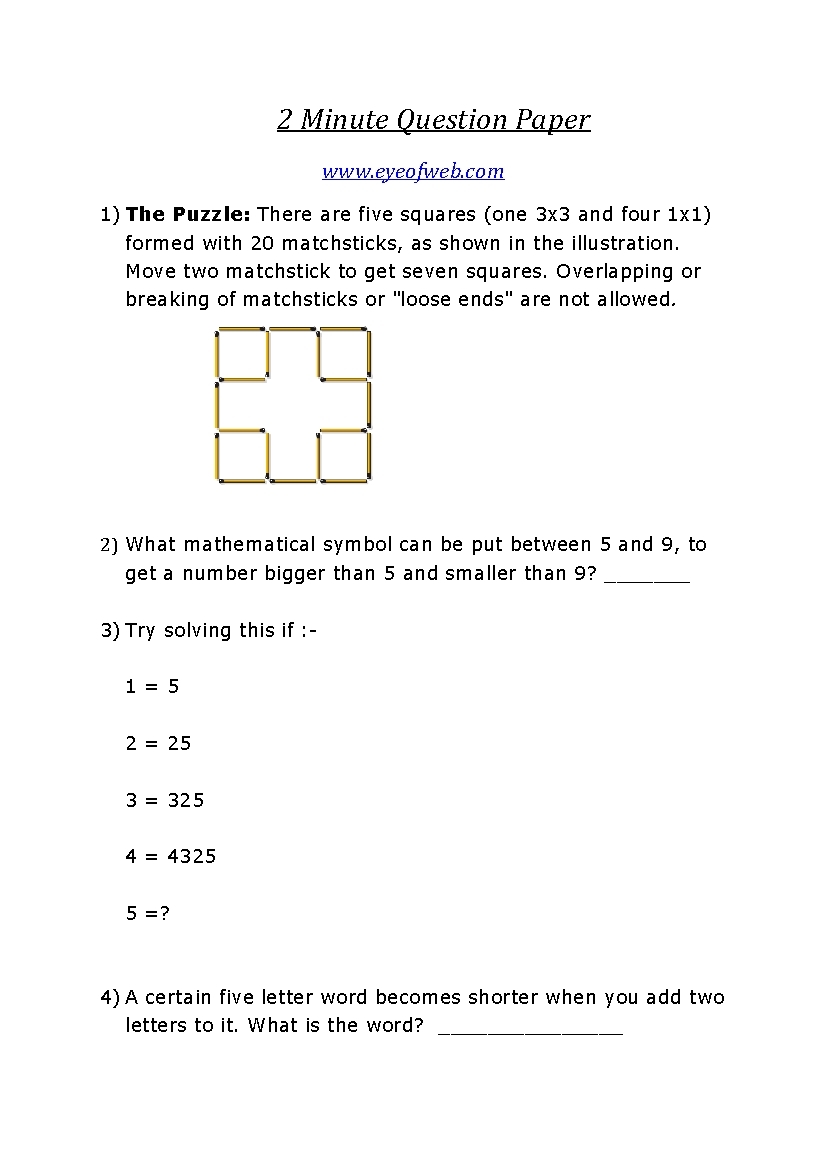 2 Minute Question Paper
www.eyeofweb.com
1) The Puzzle: There are five squares (one 3x3 and four 1x1)
formed with 20 matchsticks, as shown in the illustration.
Move two matchstick to get seven squares. Overlapping or
breaking of matchsticks or "loose ends" are not allowed.
2) What mathematical symbol can be put between 5 and 9, to
get a number bigger than 5 and smaller than 9? _______
3) Try solving this if :-
1 = 5
2 = 25
3 = 325
4 = 4325
5 =?
4) A certain five letter word becomes shorter when you add two
letters to it. What is the word? _______________